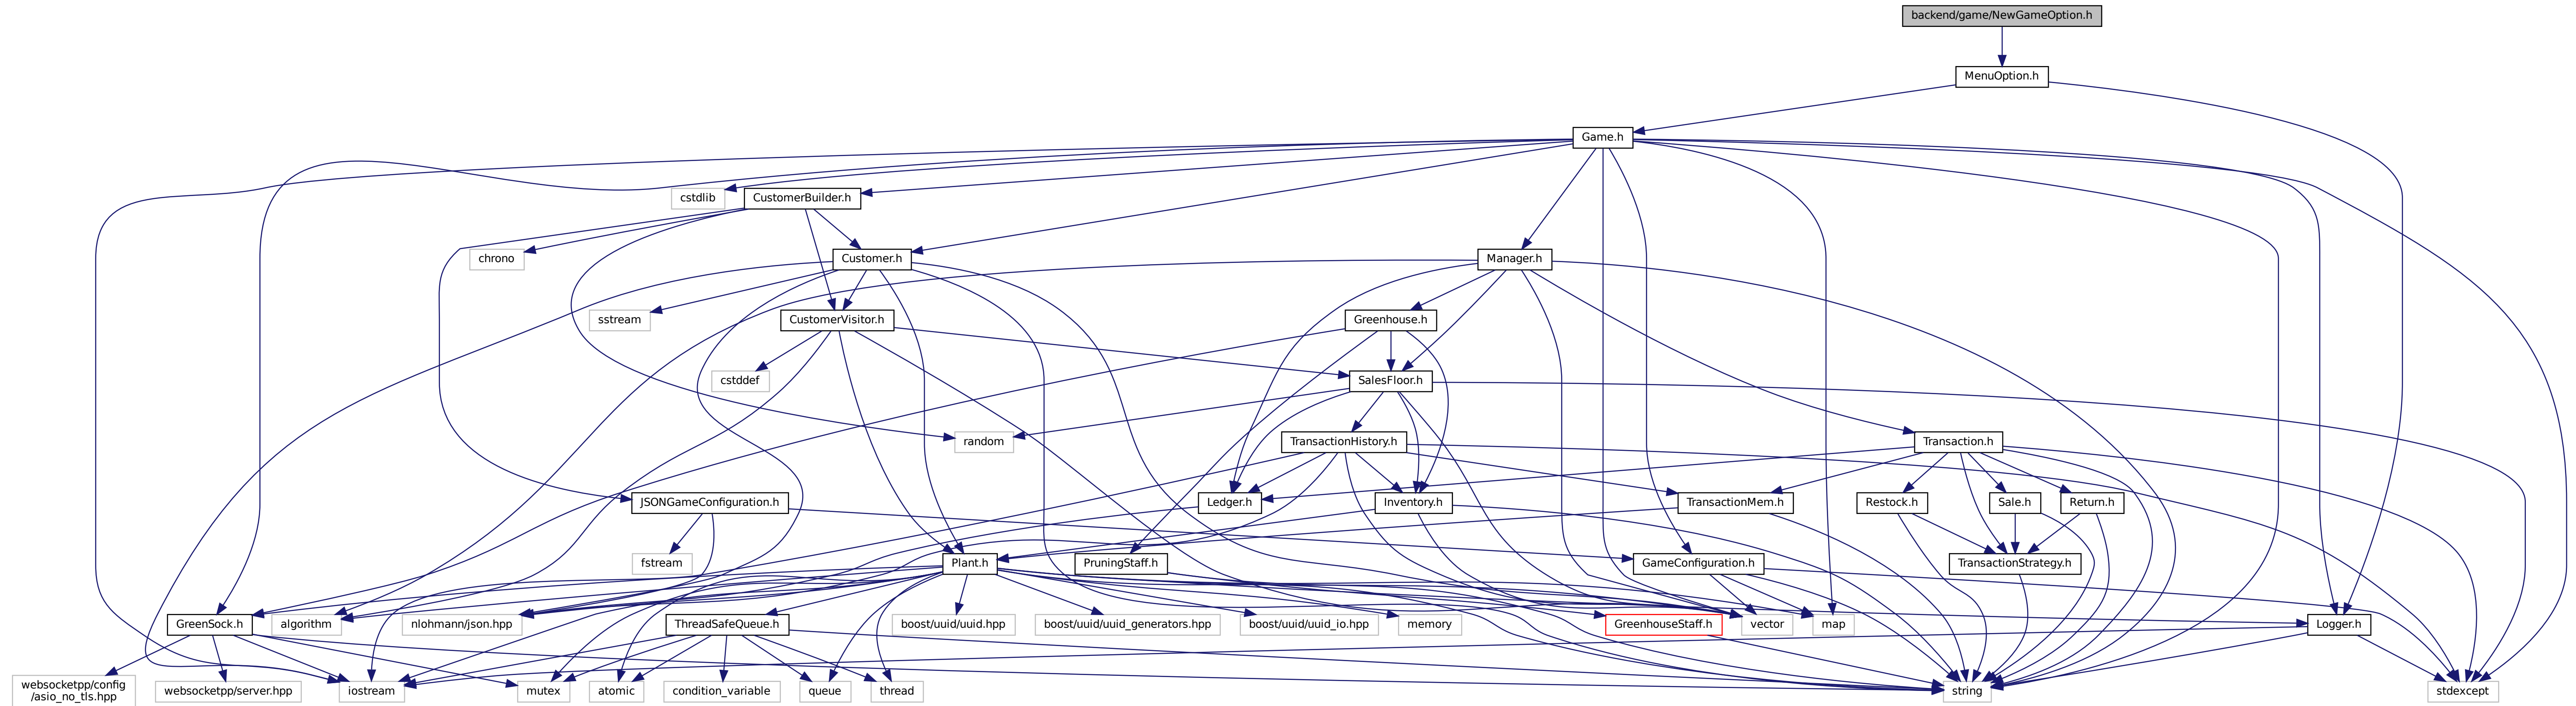 backend/game/NewGameOption.h
MenuOption.h
Game.h
cstdlib
CustomerBuilder.h
chrono
Customer.h
Manager.h
sstream
CustomerVisitor.h
Greenhouse.h
cstddef
SalesFloor.h
random
TransactionHistory.h
Transaction.h
JSONGameConfiguration.h
Ledger.h
Inventory.h
TransactionMem.h
Restock.h
Sale.h
Return.h
fstream
Plant.h
PruningStaff.h
GameConfiguration.h
TransactionStrategy.h
GreenSock.h
algorithm
nlohmann/json.hpp
ThreadSafeQueue.h
boost/uuid/uuid.hpp
boost/uuid/uuid_generators.hpp
boost/uuid/uuid_io.hpp
memory
GreenhouseStaff.h
vector
map
Logger.h
websocketpp/config
/asio_no_tls.hpp
websocketpp/server.hpp
iostream
mutex
atomic
condition_variable
queue
thread
string
stdexcept